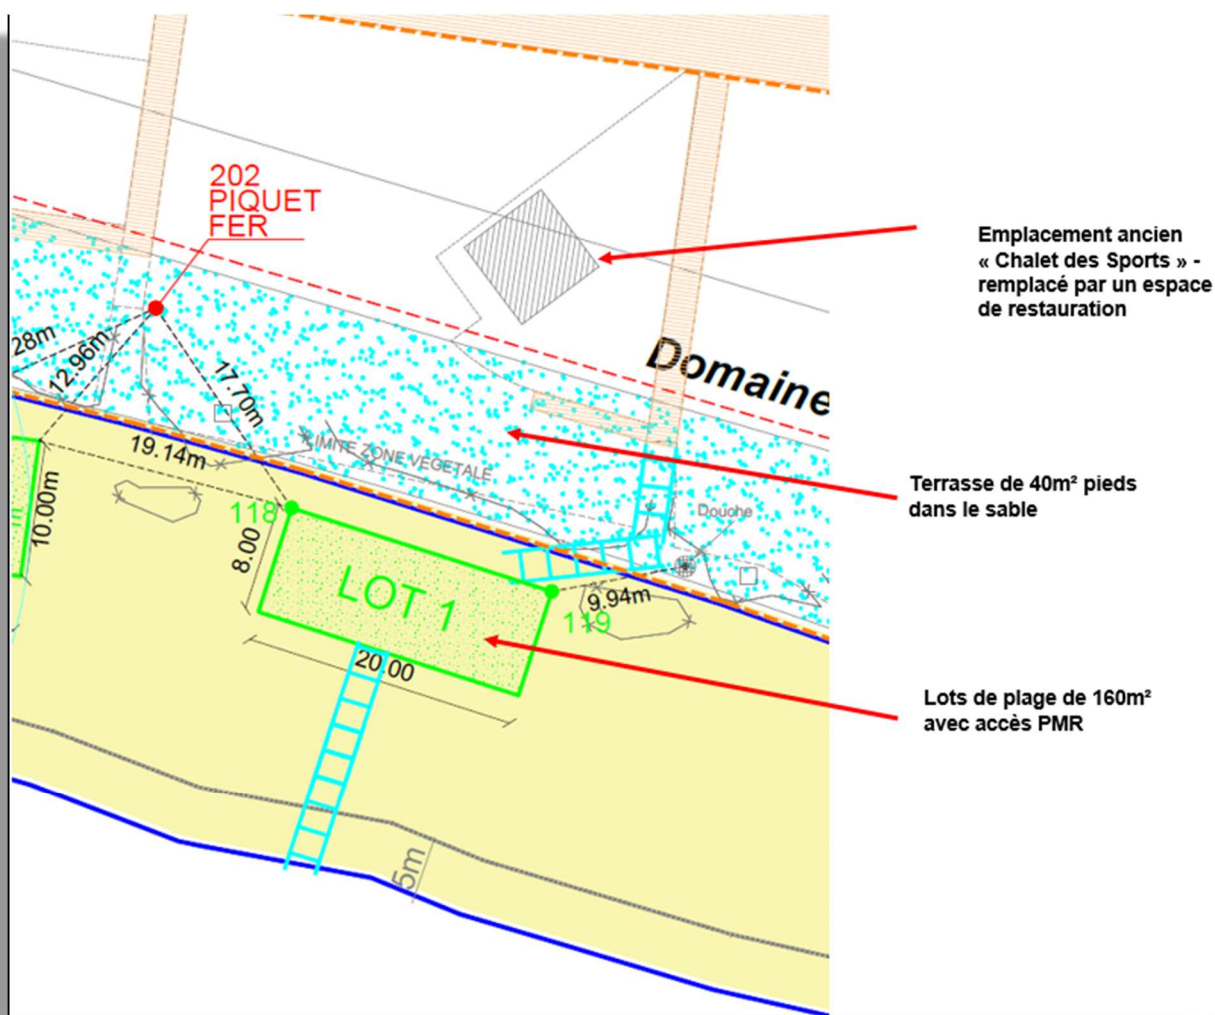 202
PIQUET
FER
Emplacement ancien
« Chalet des Sports » -
remplacé par un espace
de restauration
Domaine
28m
12.96m
17.70m
19.14m
LIMITE ZONE VEGETALE
Terrasse de 40m² pieds
dans le sable
10.00m
118
Douche
8.00
LOT 1
9.94m
119
20.00
Lots de plage de 160m²
avec accès PMR
5m